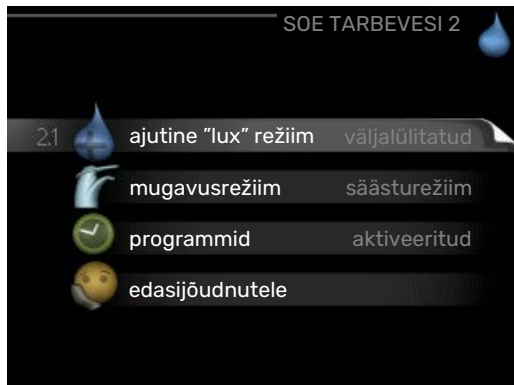 SOE TARBEVESI 2
2.1 ajutine "lux" režiim väljalülitatud
mugavusrežiim säästurežiim
programmid aktiveeritud
edasijõudnutele